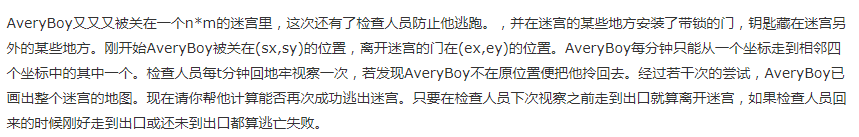 AveryBoy又又又被关在一个n*m的迷宫里，这次还有了检查人员防止他逃跑。，并在迷宫的某些地方安装了带锁的门，钥匙藏在迷宫另
外的某些地方。刚开始AveryBoy被关在(sx,sy)的位置，离开迷宫的门在(ex,ey)的位置。AveryBoy每分钟只能从一个坐标走到相邻四
个坐标中的其中一个。检查人员每t分钟回地牢视察一次，若发现AveryBoy不在原位置便把他拎回去。经过若干次的尝试，AveryBoy已
画出整个迷宫的地图。现在请你帮他计算能否再次成功逃出迷宫。只要在检查人员下次视察之前走到出口就算离开迷宫，如果检查人员回
来的时候刚好走到出口或还未到出口都算逃亡失败。